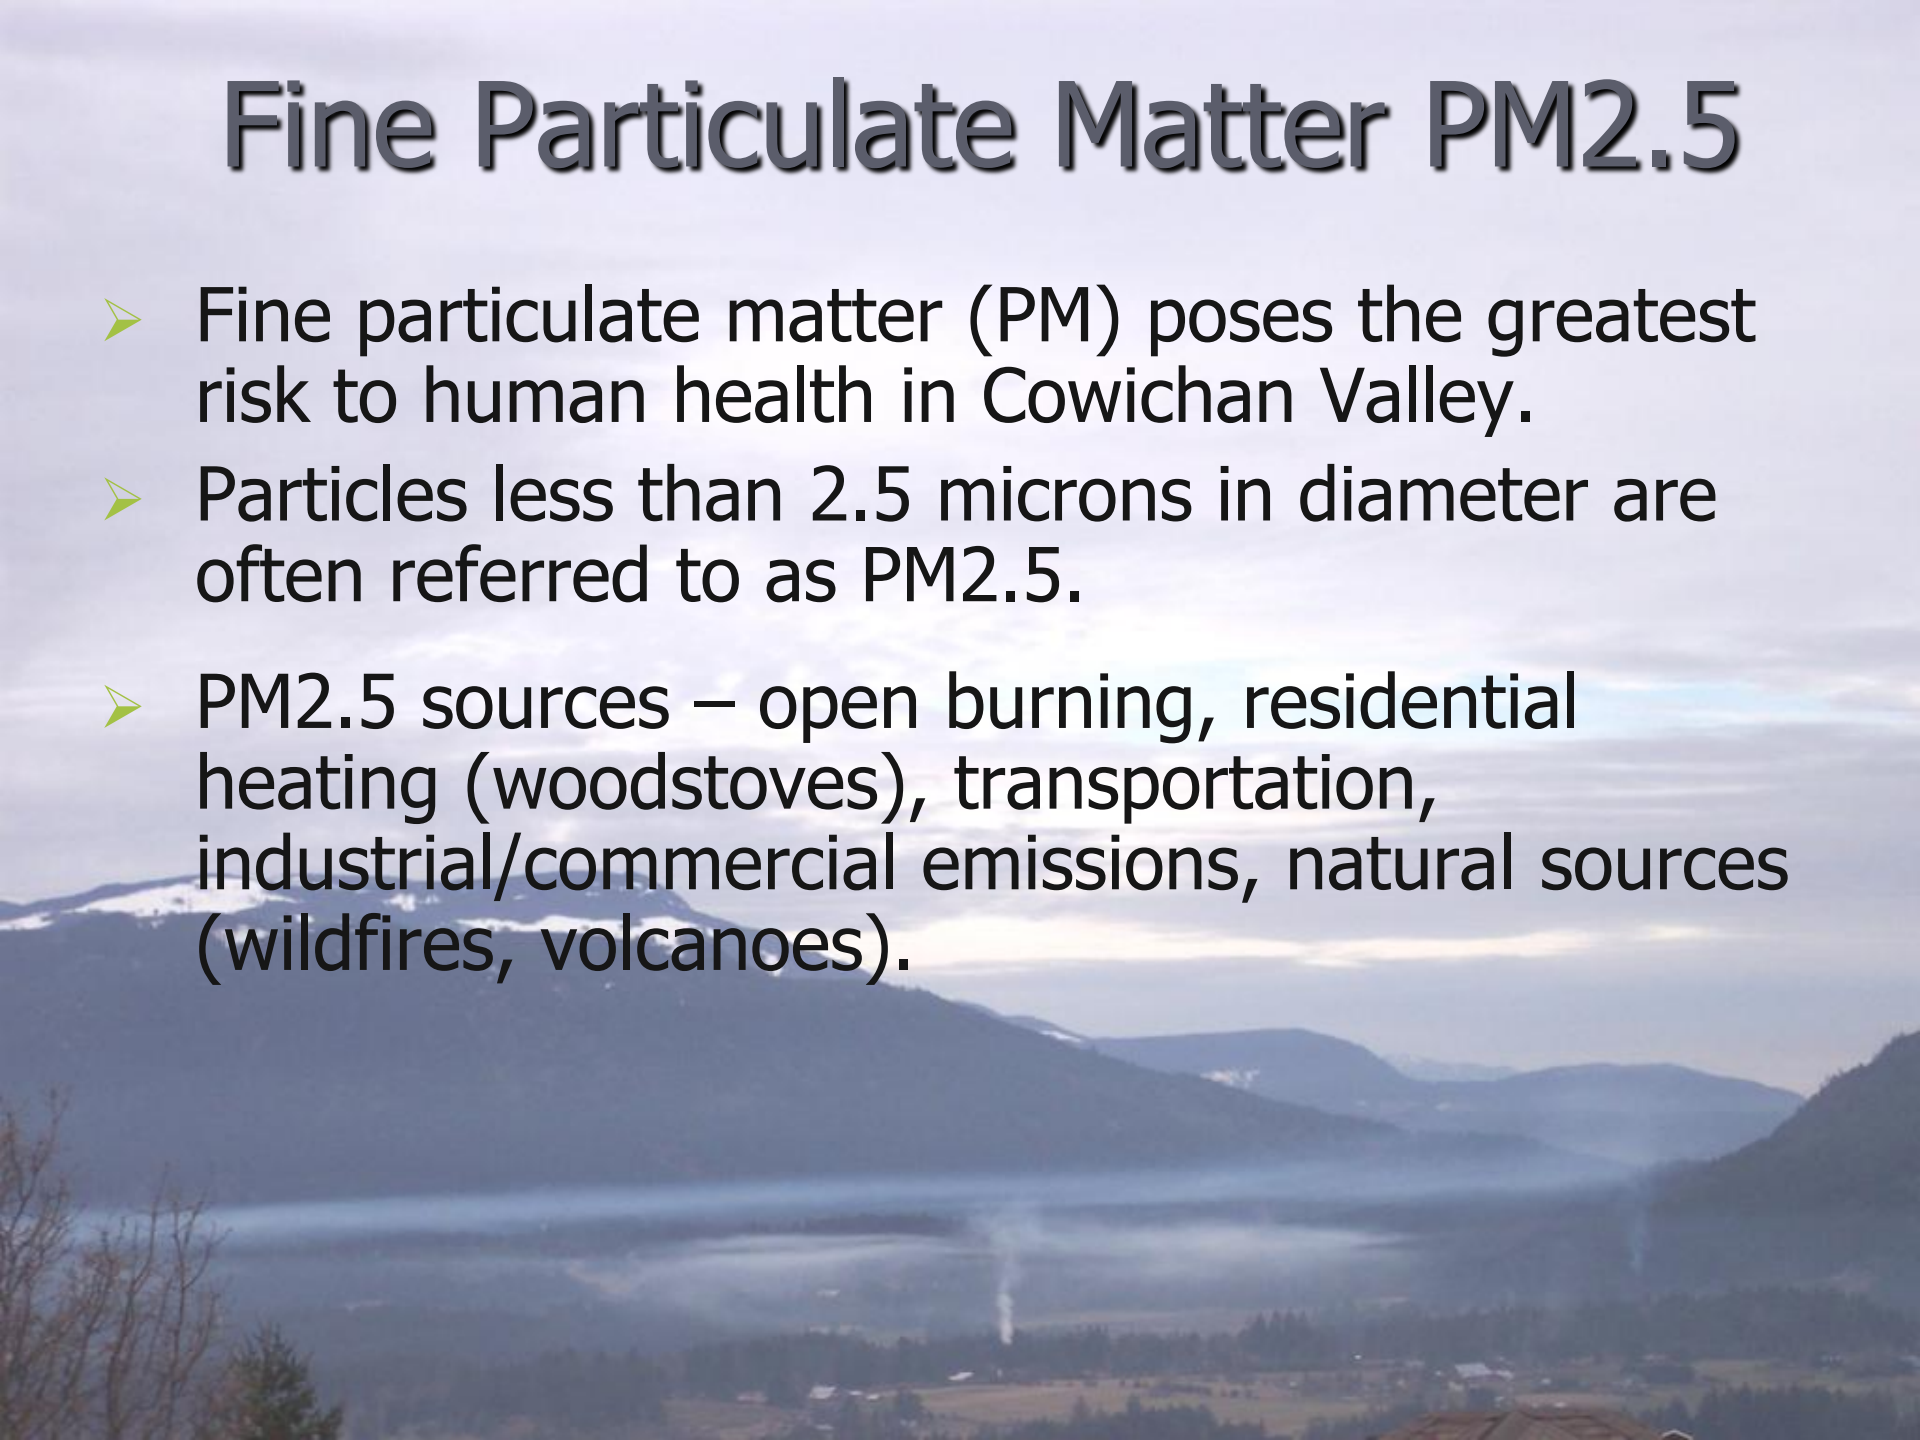 Fine Particulate Matter PM2.5
Fine particulate matter (PM) poses the greatest
risk to human health in Cowichan Valley.
Particles less than 2.5 microns in diameter are
often referred to as PM2.5.
PM2.5 sources – open burning, residential
heating (woodstoves), transportation,
industrial/commercial emissions, natural sources
(wildfires, volcanoes).